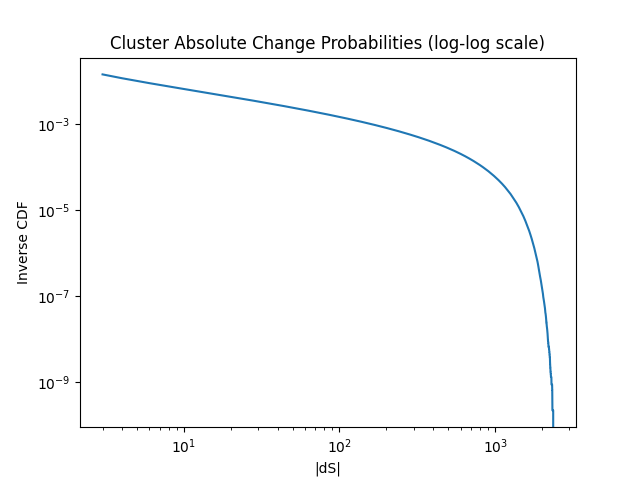 Cluster Absolute Change Probabilities (log-log scale)
Inverse CDF
10⁻³
10⁻⁵
10⁻⁷
10⁻⁹
10¹ 10² 10³
|dS|